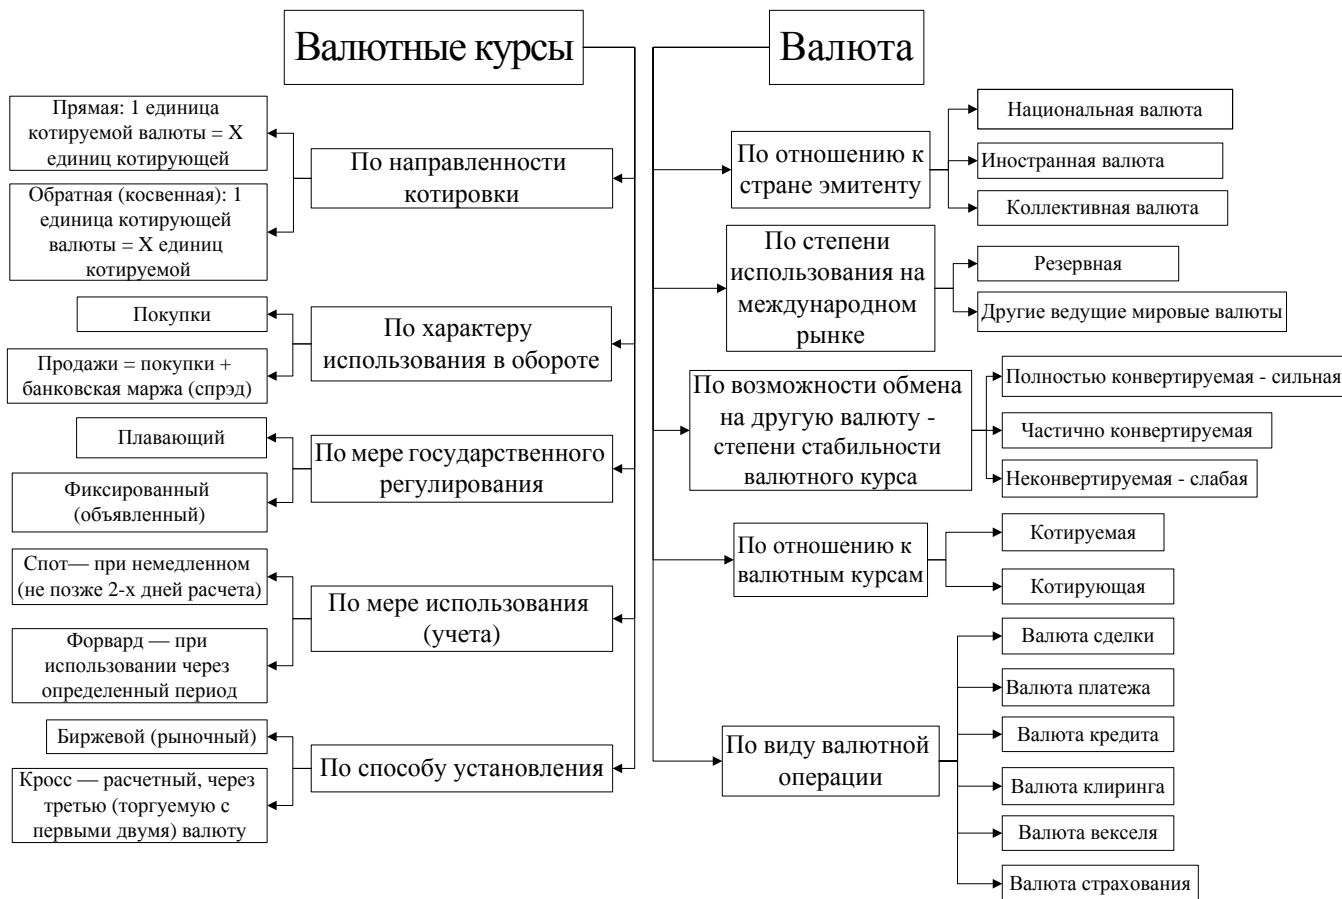 Валютные курсы
Прямая: 1 единица
котируемой валюты = X
единиц котирующей
Обратная (косвенная): 1
единица котирующей
валюты = X единиц
котируемой
По направленности
котировки
Покупки
Продажи = покупки +
банковская маржа (спрэд)
По характеру
использования в обороте
Плавающий
Фиксированный
(объявленный)
По мере государственного
регулирования
Спот— при немедленном
(не позже 2-х дней расчета)
Форвард — при
использовании через
определенный период
По мере использования
(учета)
Биржевой (рыночный)
Кросс — расчетный, через
третью (торгуемую с
первыми двумя) валюту
По способу установления
Валюта
По отношению к
стране эмитенту
Национальная валюта
Иностранная валюта
Коллективная валюта
По степени
использования на
международном
рынке
Резервная
Другие ведущие мировые валюты
По возможности обмена
на другую валюту -
степени стабильности
валютного курса
Полностью конвертируемая - сильная
Частично конвертируемая
Неконвертируемая - слабая
По отношению к
валютным курсам
Котируемая
Котирующая
По виду валютной
операции
Валюта сделки
Валюта платежа
Валюта кредита
Валюта клиринга
Валюта векселя
Валюта страхования